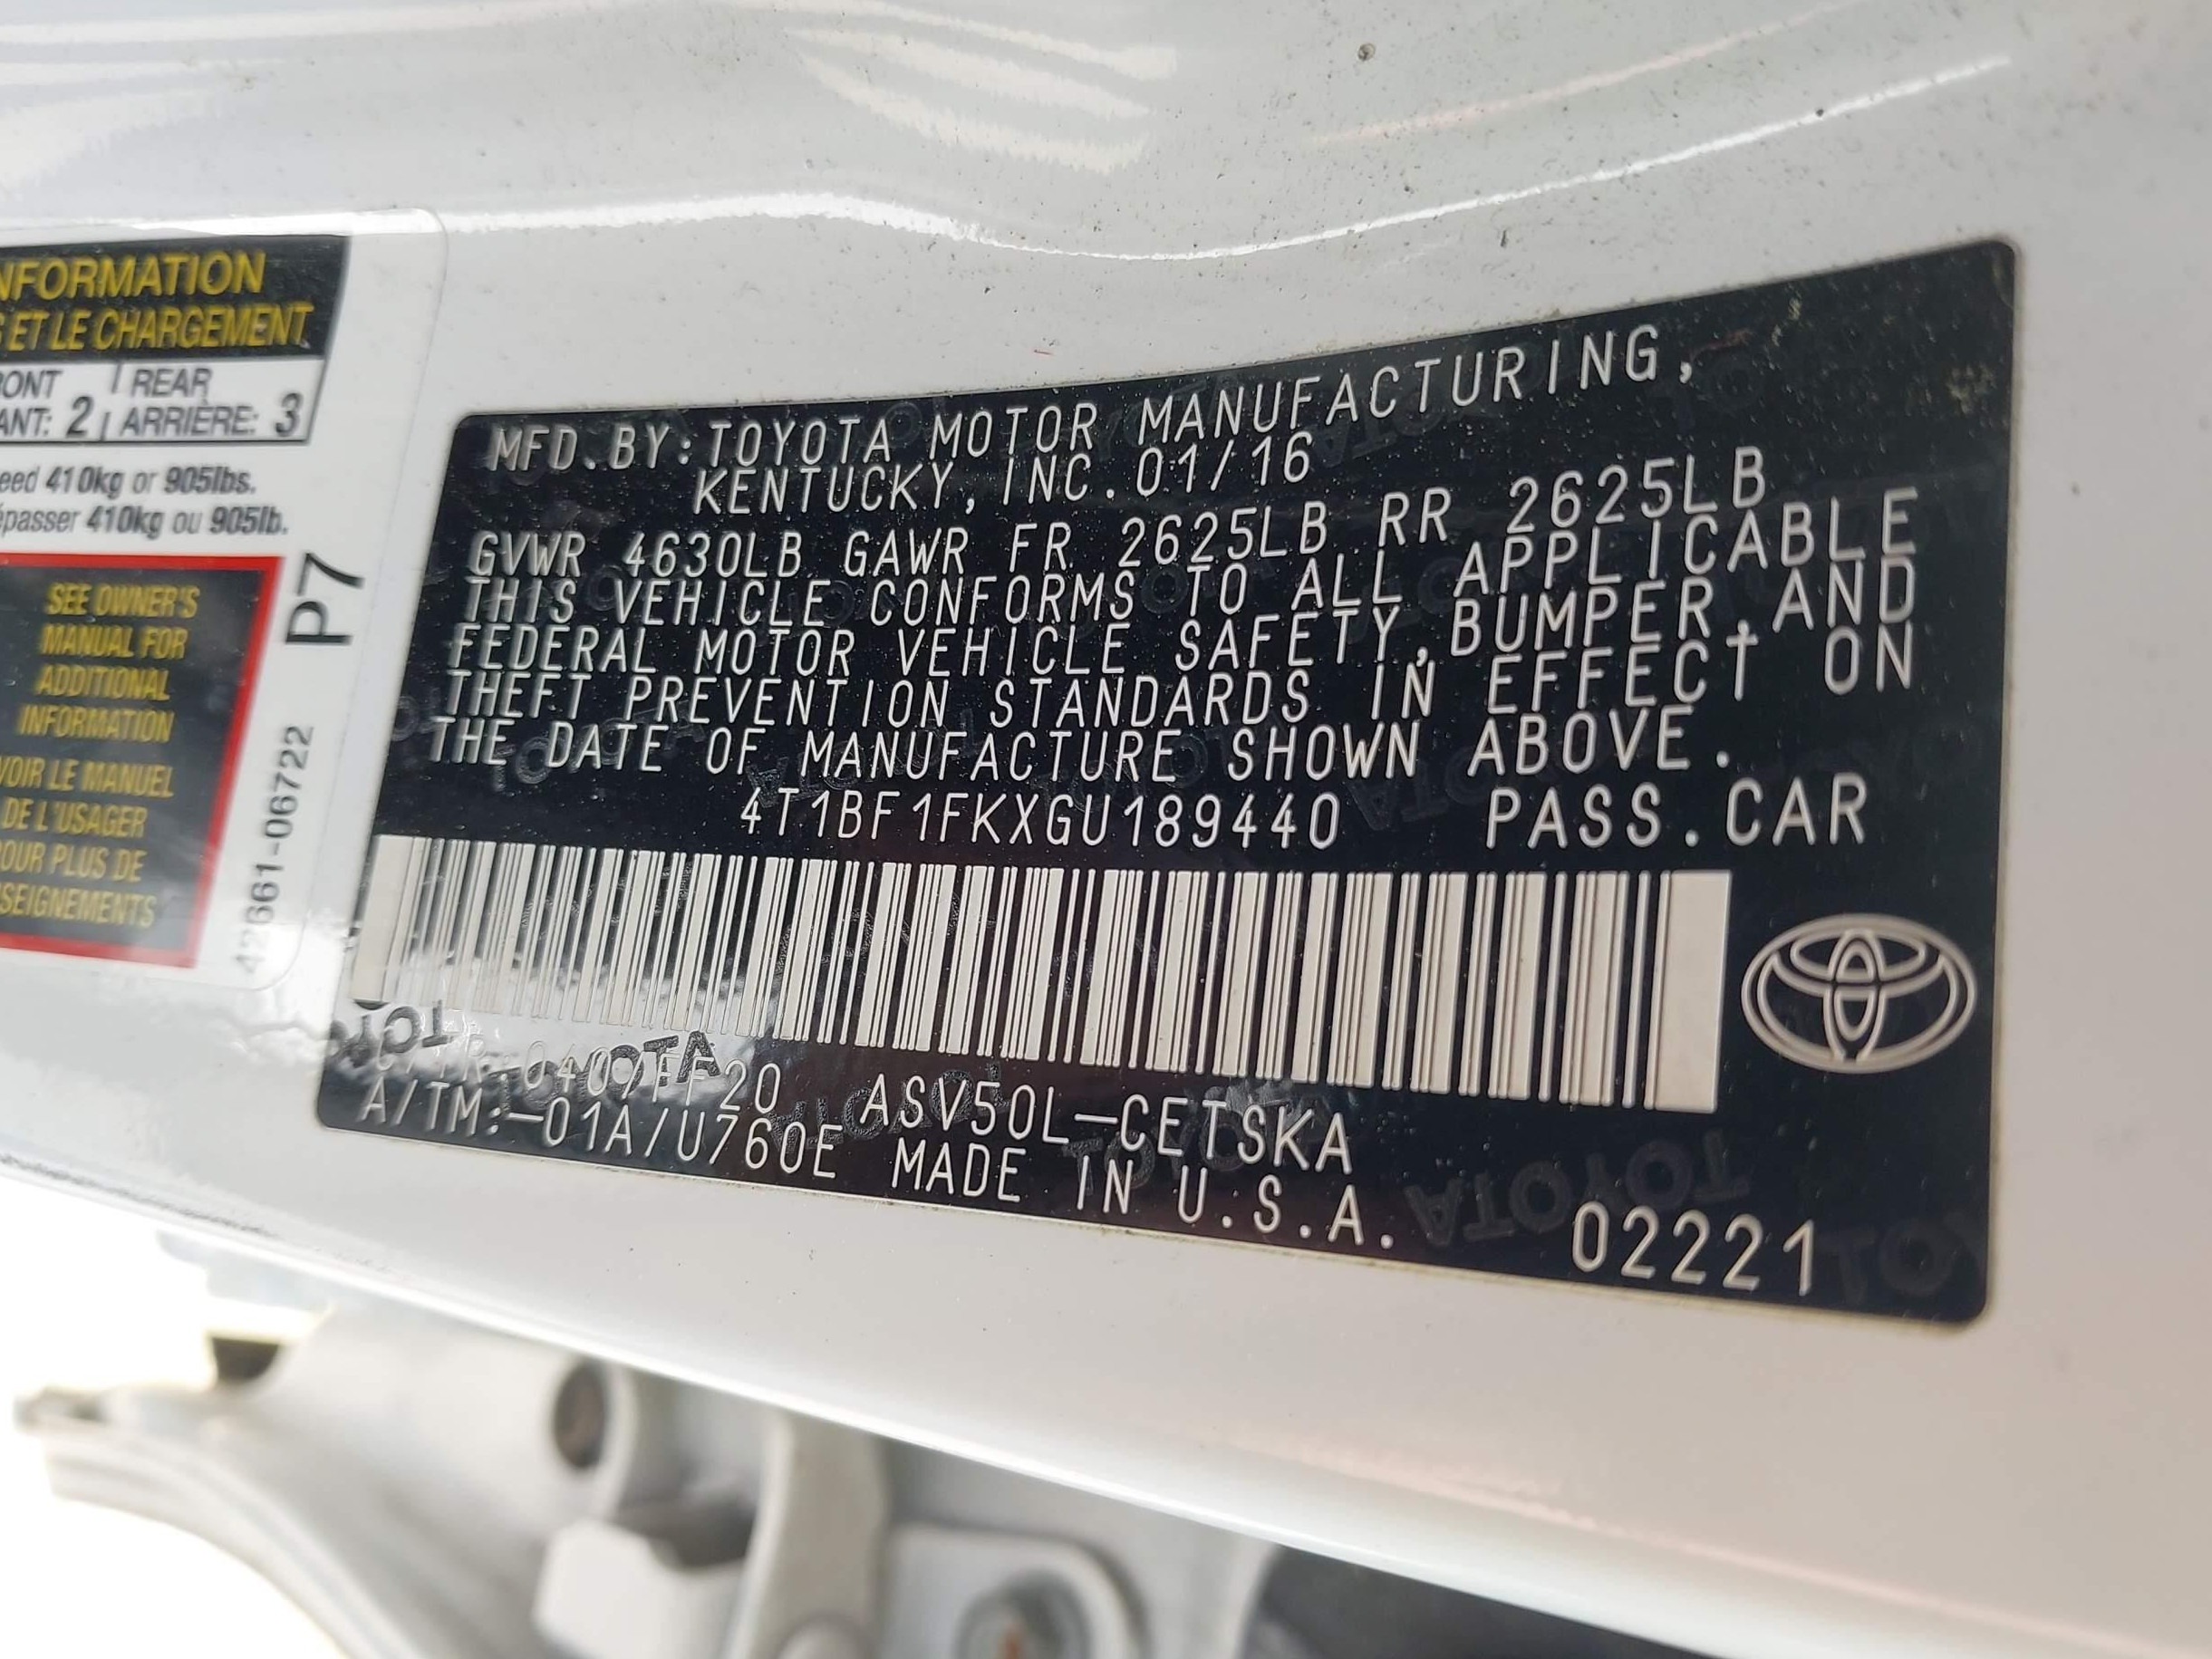 NFORMATION
ET LE CHARGEMENT
REAR
2 ARRIÈRE: 3
410kg or 905lbs.
410kg ou 905lb.
SEE OWNER'S
MANUAL FOR
ADDITIONAL
INFORMATION
VOIR LE MANUEL
DE L'USAGER
POUR PLUS DE
P7
42661-06722
MFD.BY:TOYOTA MOTOR MANUFACTURING,
KENTUCKY, INC. 01/16
GVWR 4630LB GAWR FR 2625LB RR 2625LB
THIS VEHICLE CONFORMS TO ALL APPLICABLE
FEDERAL MOTOR VEHICLE SAFETY,BUMPER,AND
THEFT PREVENTION STANDARDS IN EFFECT ON
THE DATE OF MANUFACTURE SHOWN ABOVE.
4T1BF1FKXGU189440 PASS.CAR
ASV50L-CETSKA
A/TM:-01A/U760E MADE IN U.S.A.
02221
TOYOTA